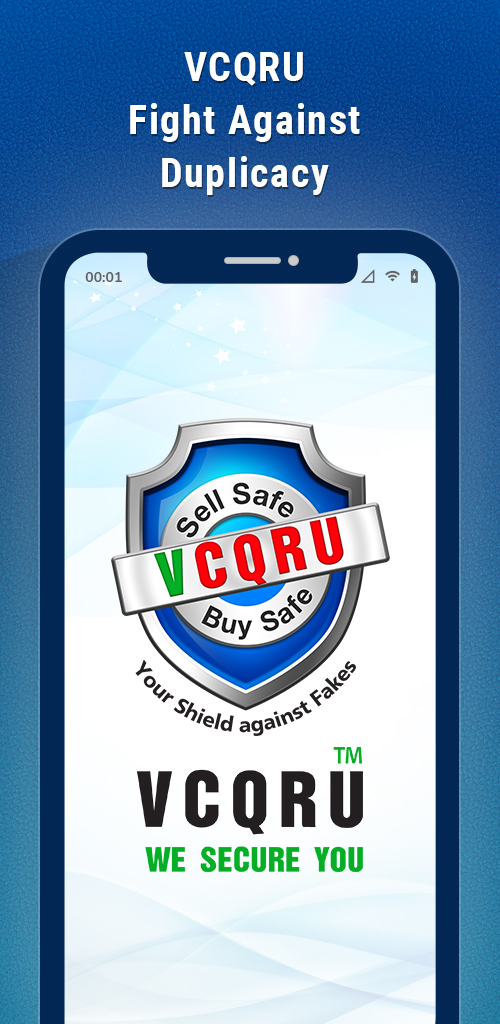 VCQRU
Fight Against
Duplicacy
00:01
Sell Safe
VCQRU
Buy Safe
Your Shield against Fakes
TM
VCQRU
WE SECURE YOU